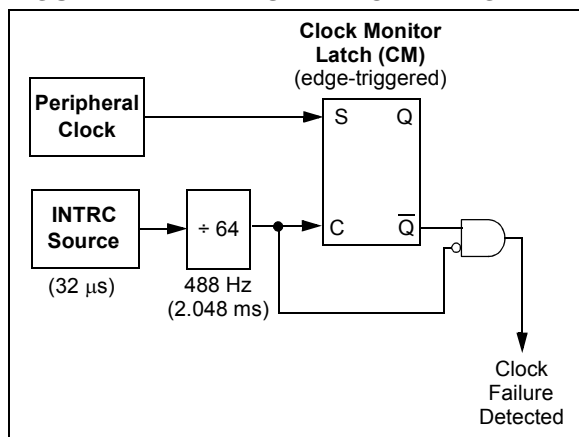 Clock Monitor
Latch (CM)
(edge-triggered)
Peripheral
Clock
S
Q
INTRC
Source
÷ 64
C
Q̅
(32 μs)
488 Hz
(2.048 ms)
Clock
Failure
Detected